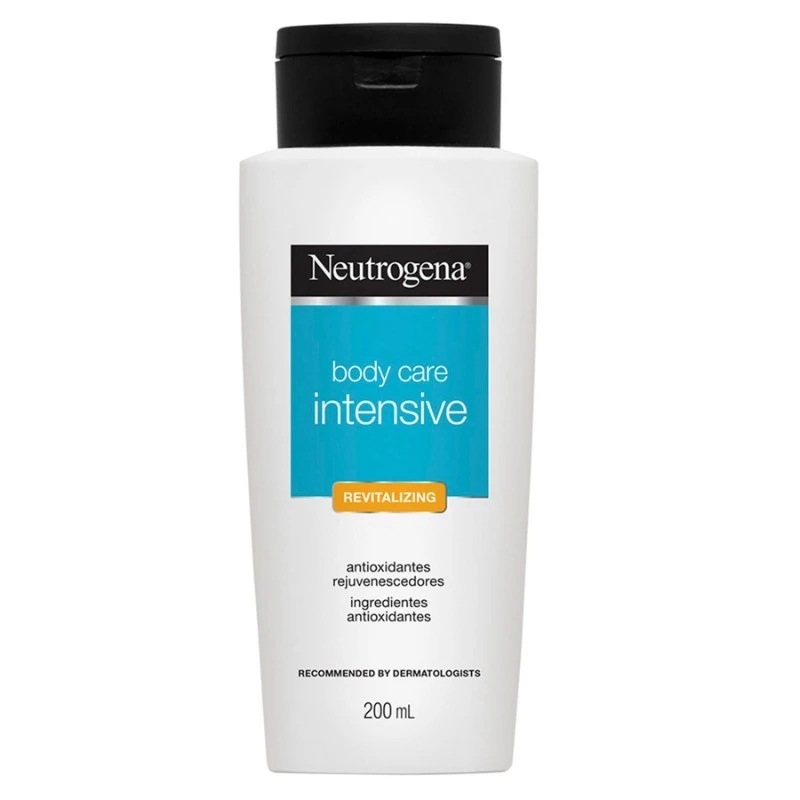 Neutrogena®
body care
intensive
REVITALIZING
antioxidantes
rejuvenescedores
ingredientes
antioxidantes
RECOMMENDED BY DERMATOLOGISTS
200 mL